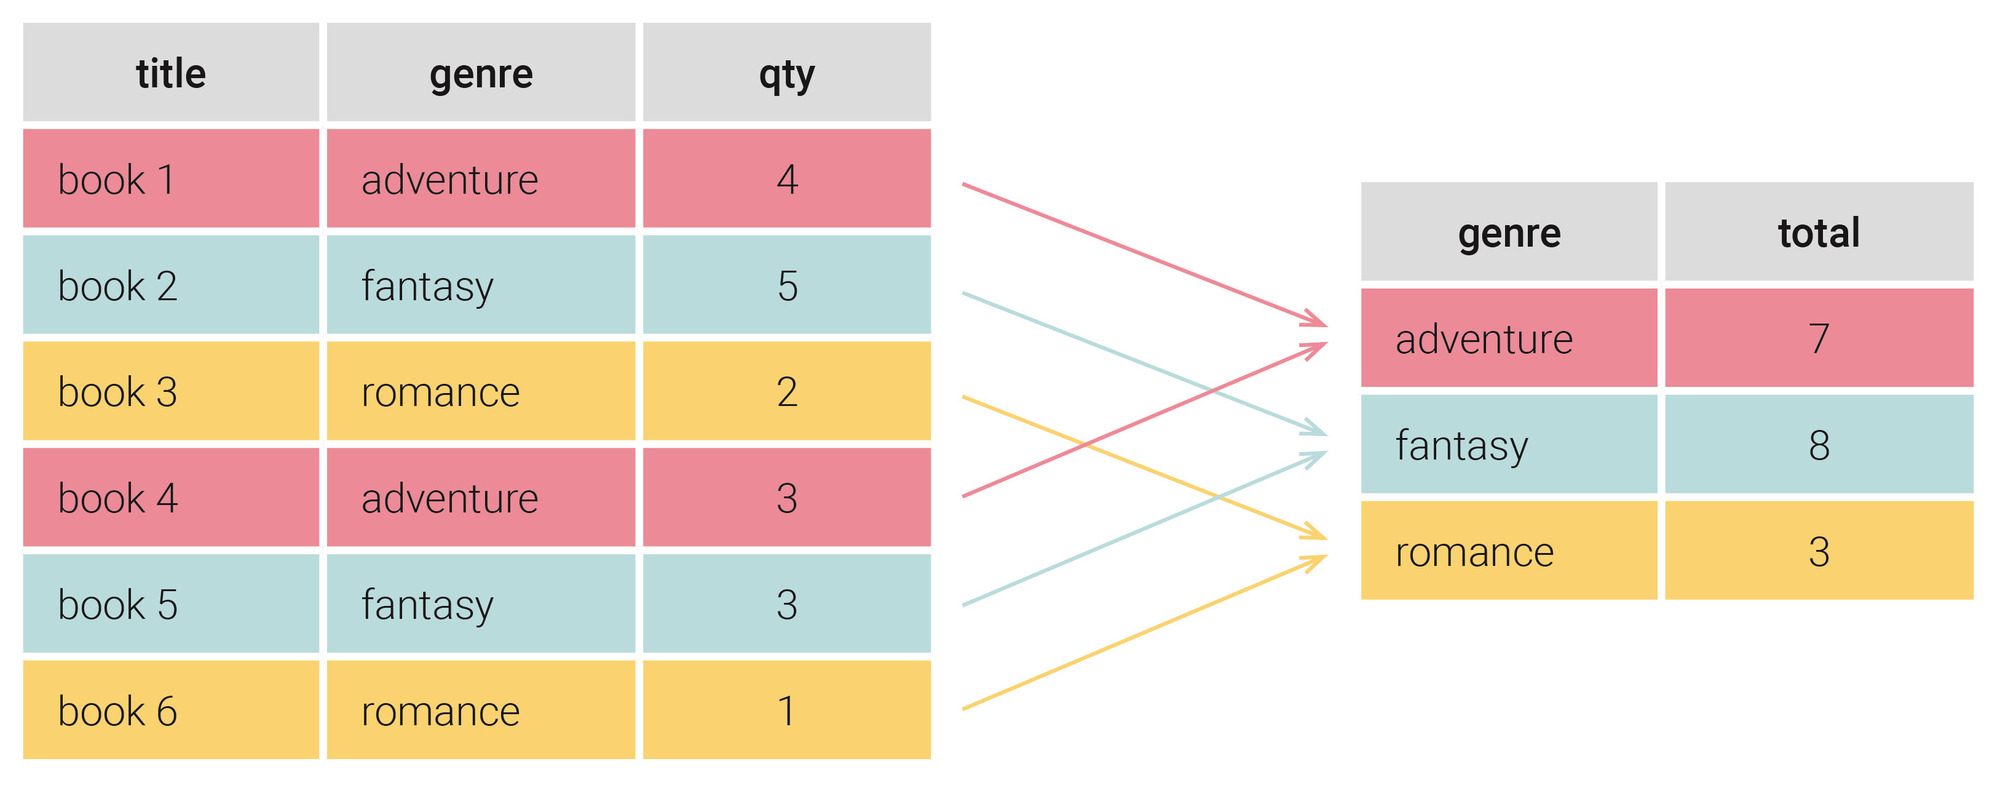 title genre qty
book 1 adventure 4
book 2 fantasy 5
book 3 romance 2
book 4 adventure 3
book 5 fantasy 3
book 6 romance 1
genre total
adventure 7
fantasy 8
romance 3